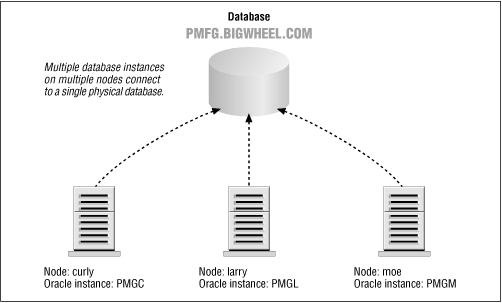 Database
PMFG.BIGWHEEL.COM
Multiple database instances
on multiple nodes connect
to a single physical database.
Node: curly
Oracle instance: PMGC
Node: larry
Oracle instance: PMGL
Node: moe
Oracle instance: PMGM